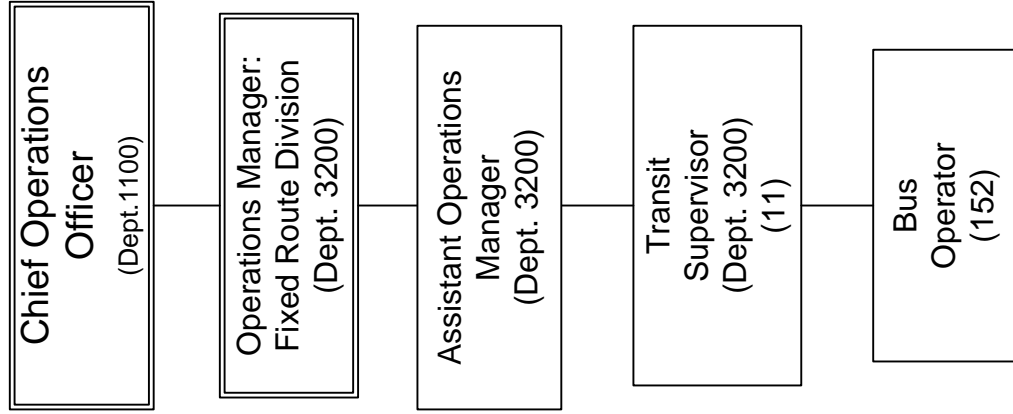 Chief Operations
Officer
(Dept.1100)
Operations Manager:
Fixed Route Division
(Dept. 3200)
Assistant Operations
Manager
(Dept. 3200)
Transit
Supervisor
(Dept. 3200)
(11)
Bus
Operator
(152)